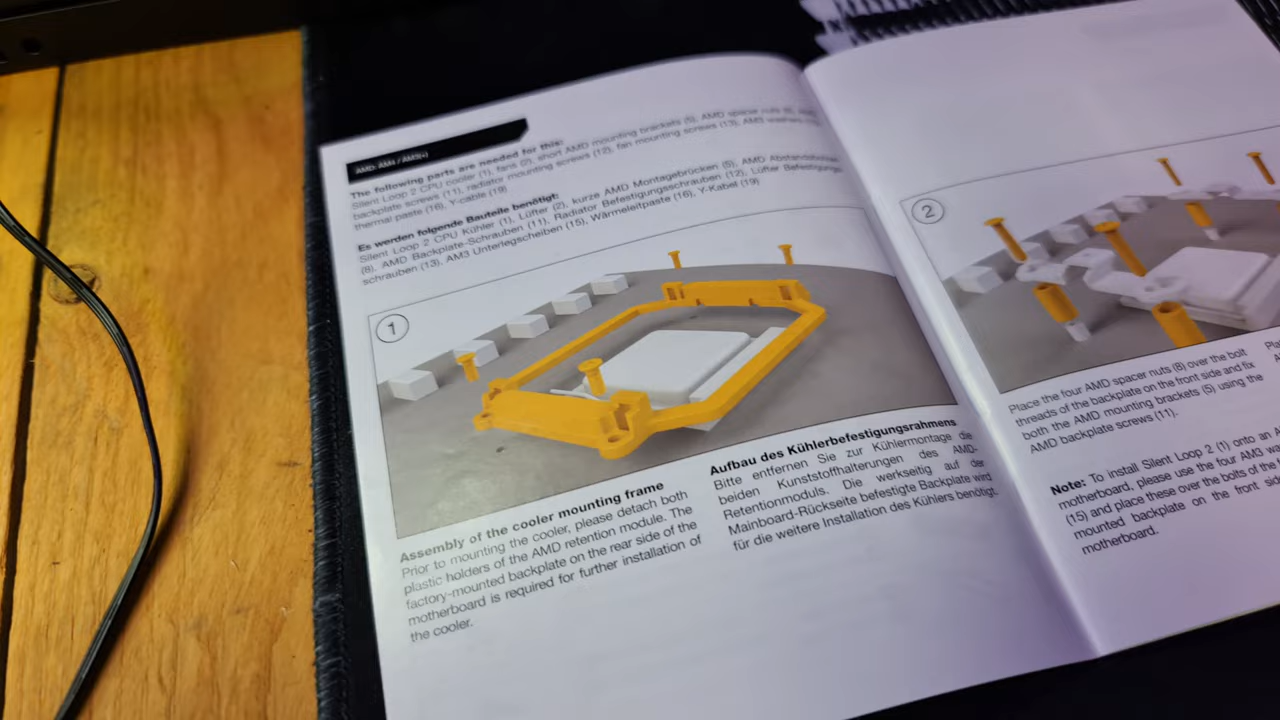 AMD: AM4 / AM3(+)
The following parts are needed for this:
Silent Loop 2 CPU cooler (1), fans (2), short AMD mounting brackets (5), AMD spacer nuts (8), AMD
backplate screws (11), radiator mounting screws (12), fan mounting screws (13), AM3 washers
thermal paste (16), Y-cable (19)
Es werden folgende Bauteile benötigt:
Silent Loop 2 CPU Kühler (1), Lüfter (2), kurze AMD Montagebrücken (5), AMD Abstandshülsen
(8), AMD Backplate-Schrauben (11), Radiator Befestigungsschrauben (12), Lüfter Befestigungs-
schrauben (13), AM3 Unterlegscheiben (15), Wärmeleitpaste (16), Y-Kabel (19)
1
Assembly of the cooler mounting frame
Prior to mounting the cooler, please detach both
plastic holders of the AMD retention module. The
factory-mounted backplate on the rear side of the
motherboard is required for further installation of
the cooler.
Aufbau des Kühlerbefestigungsrahmens
Bitte entfernen Sie zur Kühlermontage die
beiden Kunststoffhalterungen des AMD-
Retentionmoduls. Die werkseitig auf der
Mainboard-Rückseite befestigte Backplate wird
für die weitere Installation des Kühlers benötigt.
2
Place the four AMD spacer nuts (8) over the bolt
threads of the backplate on the front side and fix
both the AMD mounting brackets (5) using the
AMD backplate screws (11).
Note: To install Silent Loop 2 (1) onto an
motherboard, please use the four AM3
(15) and place these over the bolts of the
mounted backplate on the front
motherboard.